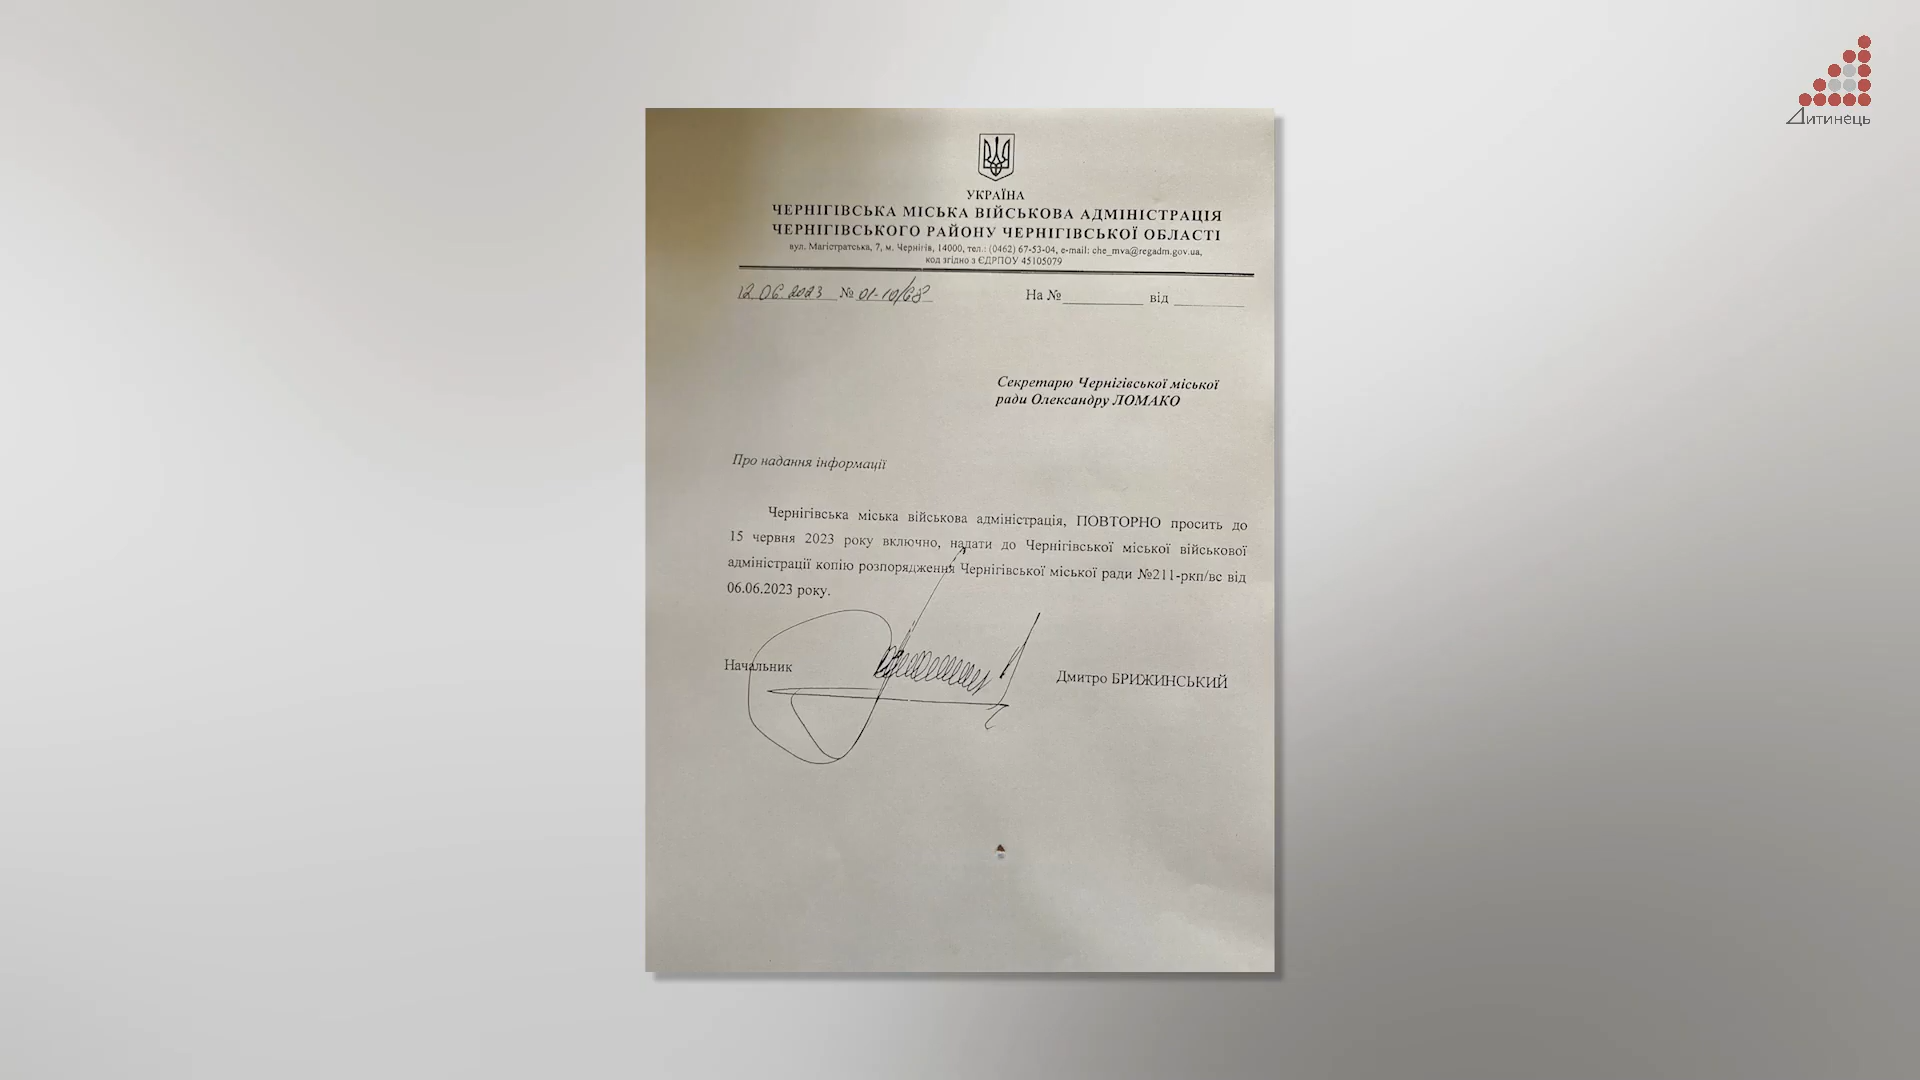 Дитинець
УКРАЇНА
ЧЕРНІГІВСЬКА МІСЬКА ВІЙСЬКОВА АДМІНІСТРАЦІЯ
ЧЕРНІГІВСЬКОГО РАЙОНУ ЧЕРНІГІВСЬКОЇ ОБЛАСТІ
вул. Магістратська, 7, м. Чернігів, 14000, тел.: (0462) 67-53-04, e-mail: che_mva@regadm.gov.ua,
код згідно з ЄДРПОУ 45105079
12.06.2023 № 01-10/68 На № від
Секретарю Чернігівської міської
ради Олександру ЛОМАКО
Про надання інформації
Чернігівська міська військова адміністрація, ПОВТОРНО просить до
15 червня 2023 року включно, надати до Чернігівської міської військової
адміністрації копію розпорядження Чернігівської міської ради №211-ркп/вс від
06.06.2023 року.
Начальник Дмитро БРИЖИНСЬКИЙ